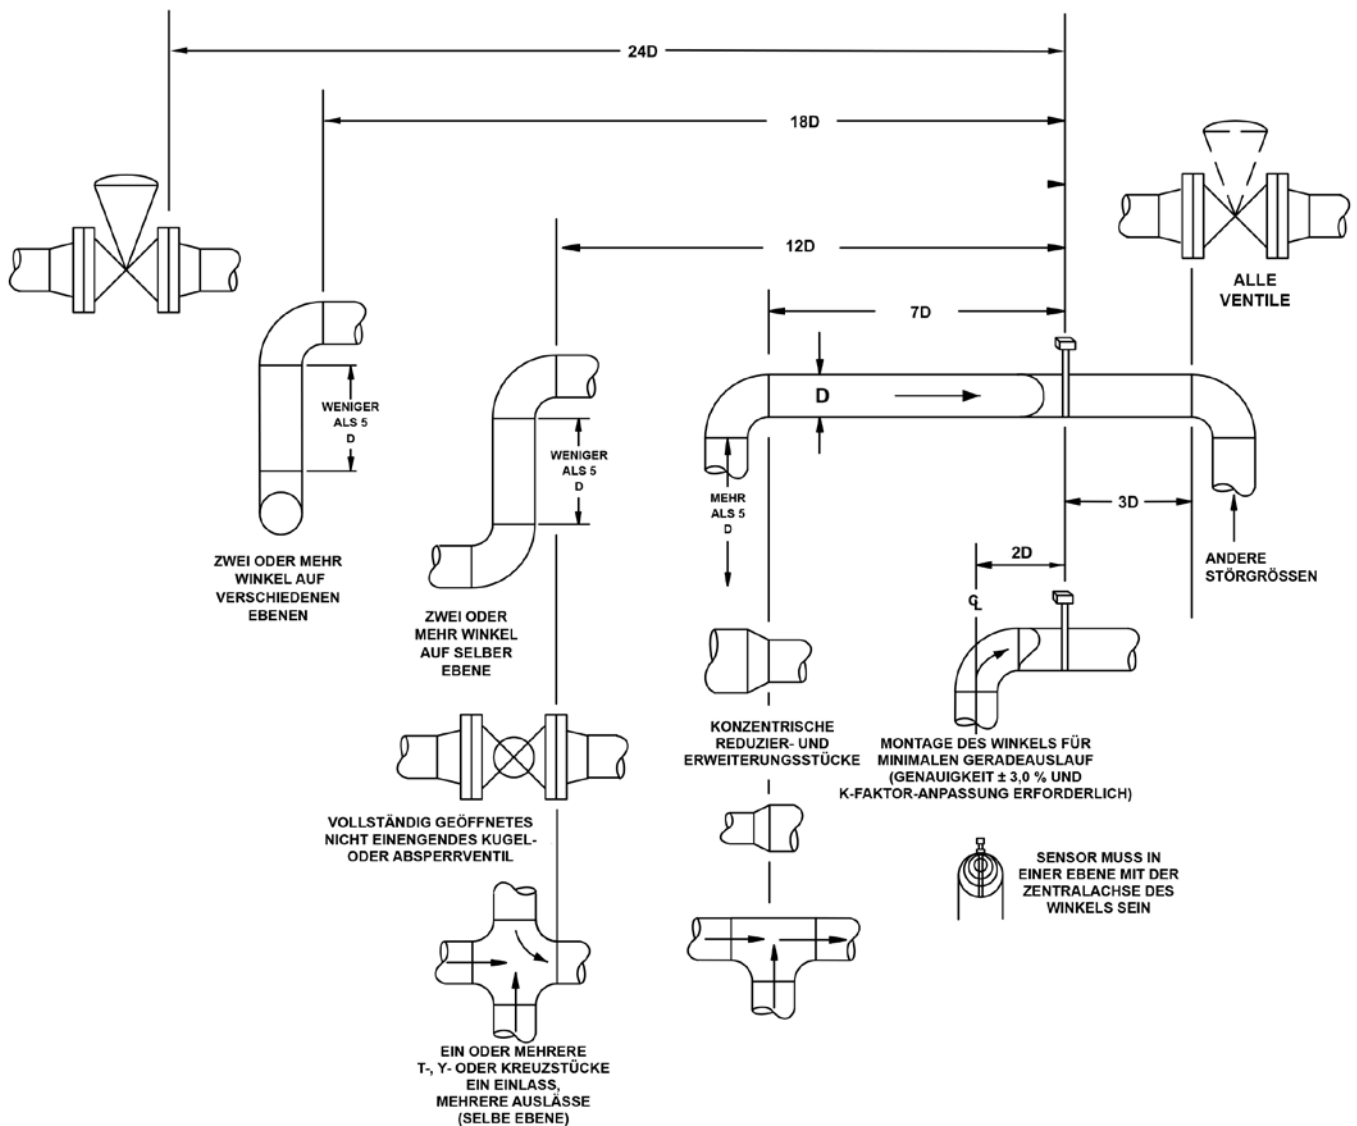 24D
18D
12D
7D
ALLE
VENTILE
D
WENIGER
ALS 5
D
WENIGER
ALS 5
D
MEHR
ALS 5
D
3D
2D
ANDERE
STÖRGRÖSSEN
ZWEI ODER MEHR
WINKEL AUF
VERSCHIEDENEN
EBENEN
ZWEI ODER
MEHR WINKEL
AUF SELBER
EBENE
CL
KONZENTRISCHE
REDUZIER- UND
ERWEITERUNGSSTÜCKE
MONTAGE DES WINKELS FÜR
MINIMALEN GERADEAUSLAUF
(GENAUIGKEIT ± 3,0 % UND
K-FAKTOR-ANPASSUNG ERFORDERLICH)
VOLLSTÄNDIG GEÖFFNETES
NICHT EINENGENDES KUGEL-
ODER ABSPERRVENTIL
SENSOR MUSS IN
EINER EBENE MIT DER
ZENTRALACHSE DES
WINKELS SEIN
EIN ODER MEHRERE
T-, Y- ODER KREUZSTÜCKE
EIN EINLASS,
MEHRERE AUSLÄSSE
(SELBE EBENE)